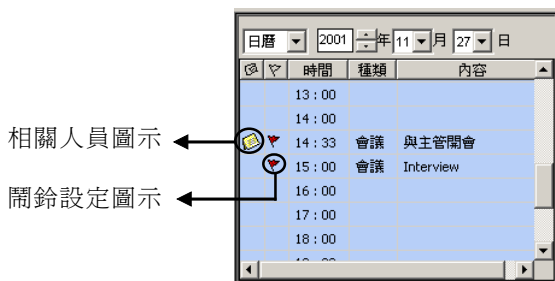 日曆 2001 年 11 月 27 日
時間 種類 內容
13：00
14：00
相關人員圖示 14：33 會議 與主管開會
15：00 會議 Interview
鬧鈴設定圖示
16：00
17：00
18：00